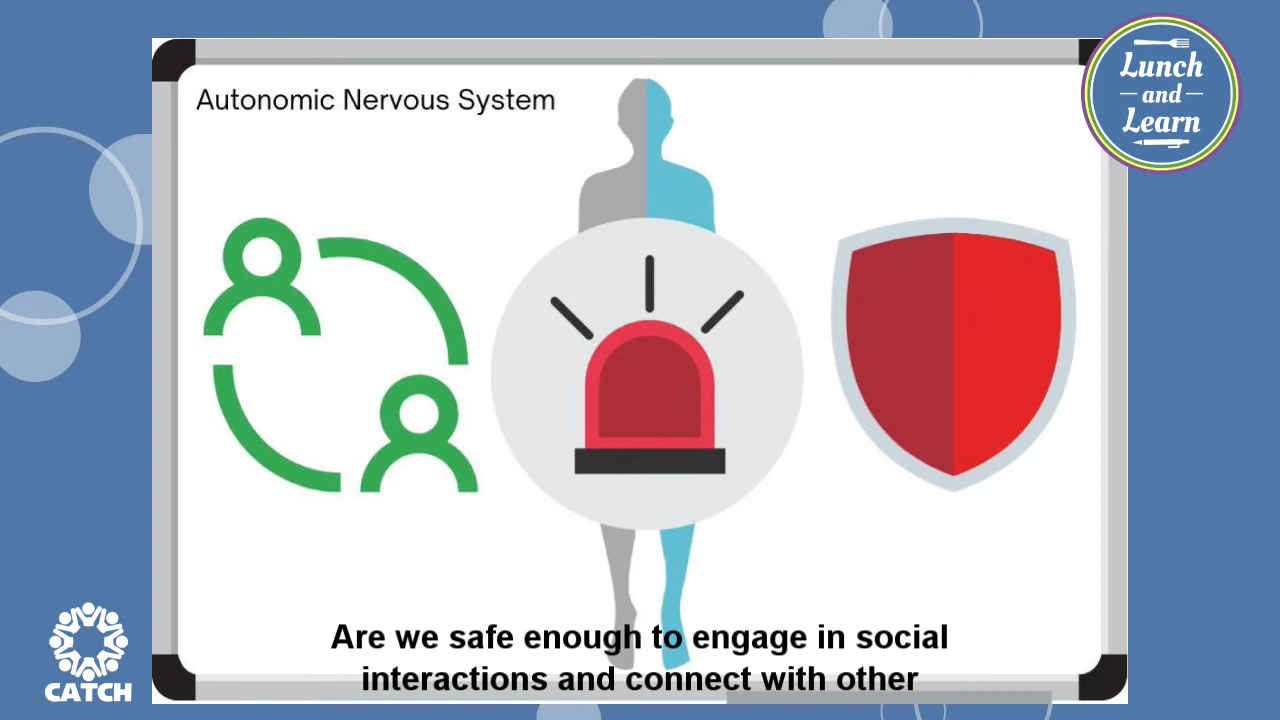 Autonomic Nervous System
Lunch
and
Learn
Are we safe enough to engage in social
interactions and connect with other
CATCH